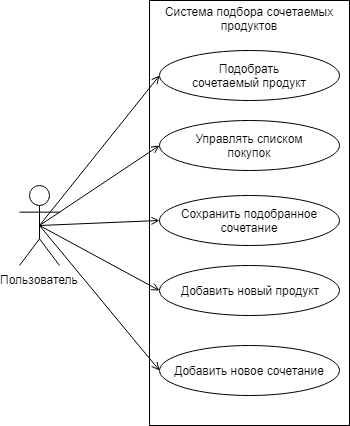 Система подбора сочетаемых
продуктов
Подобрать
сочетаемый продукт
Управлять списком
покупок
Сохранить подобранное
сочетание
Пользователь
Добавить новый продукт
Добавить новое сочетание